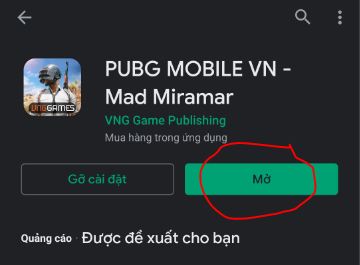 PUBG MOBILE VN -
Mad Miramar
VNGGAMES
VNG Game Publishing
Mua hàng trong ứng dụng
Gỡ cài đặt
Mở
Quảng cáo · Được đề xuất cho bạn